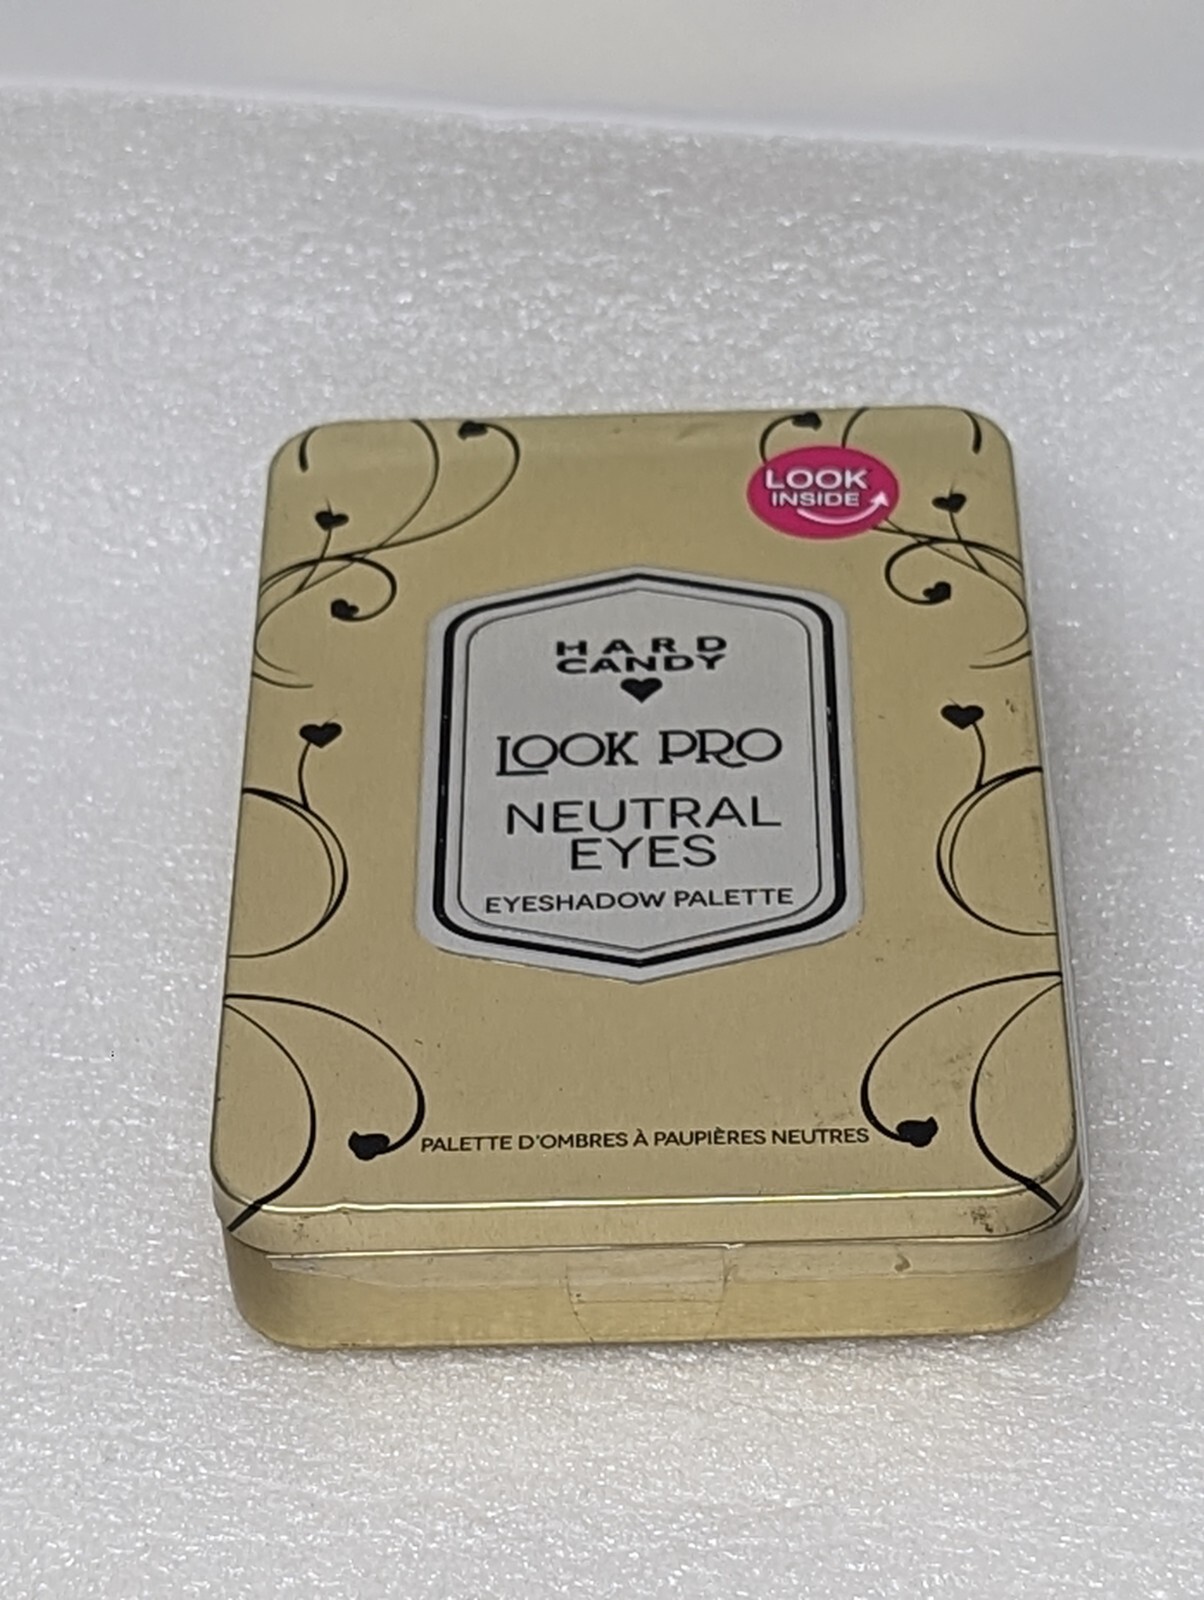 LOOK
INSIDE
HARD
CANDY
LOOK PRO
NEUTRAL
EYES
EYESHADOW PALETTE
PALETTE D'OMBRES À PAUPIÈRES NEUTRES